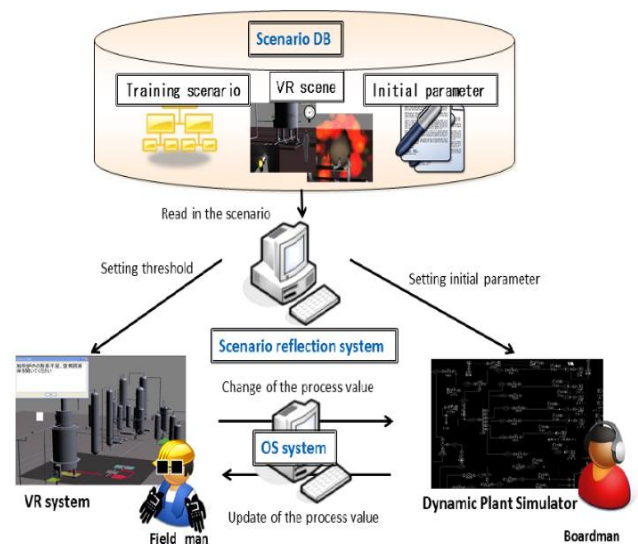 Scenario DB
Training scenario
VR scene
Initial parameter
Read in the scenario
Setting threshold
Setting initial parameter
Scenario reflection system
Change of the process value
OS system
VR system
Dynamic Plant Simulator
Update of the process value
Field man
Boardman